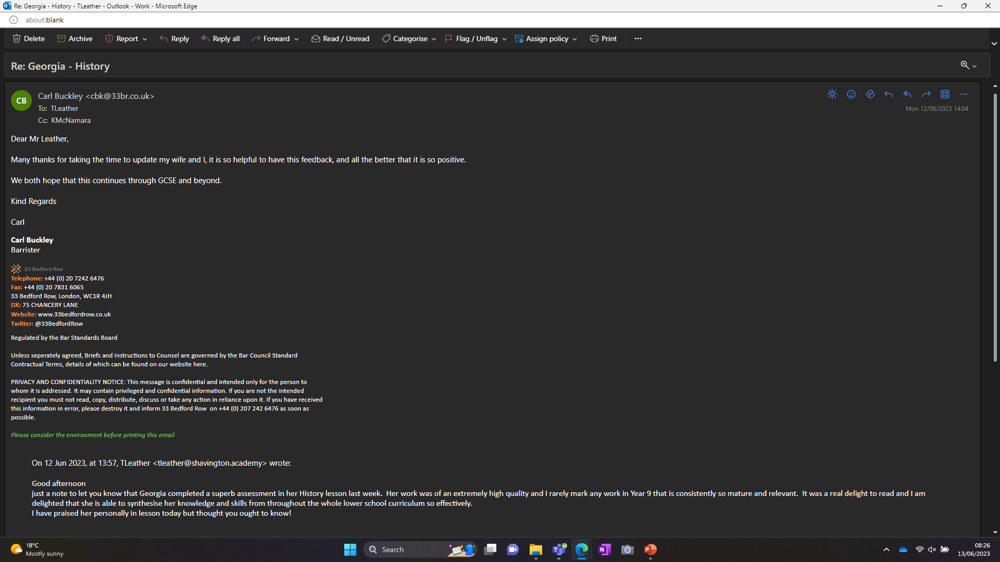 Re: Georgia - History - TLeather - Outlook - Work - Microsoft Edge
about:blank
Delete Archive Report Reply Reply all Forward Read / Unread Categorise Flag / Unflag Assign policy Print
Re: Georgia - History
CB
Carl Buckley <cbk@33br.co.uk>
To: TLeather
Mon 12/06/2023 14:04
Cc: KMcNamara
Dear Mr Leather,
Many thanks for taking the time to update my wife and I, it is so helpful to have this feedback, and all the better that it is so positive.
We both hope that this continues through GCSE and beyond.
Kind Regards
Carl
Carl Buckley
Barrister
33 Bedford Row
Telephone: +44 (0) 20 7242 6476
Fax: +44 (0) 20 7831 6065
33 Bedford Row, London, WC1R 4JH
DX: 75 CHANCERY LANE
Website: www.33bedfordrow.co.uk
Twitter: @33BedfordRow
Regulated by the Bar Standards Board
Unless seperately agreed, Briefs and Instructions to Counsel are governed by the Bar Council Standard
Contractual Terms, details of which can be found on our website here.
PRIVACY AND CONFIDENTIALITY NOTICE: This message is confidential and intended only for the person to
whom it is addressed. It may contain privileged and confidential information. If you are not the intended
recipient you must not read, copy, distribute, discuss or take any action in reliance upon it. If you have received
this information in error, please destroy it and inform 33 Bedford Row on +44 (0) 207 242 6476 as soon as
possible.
Please consider the environment before printing this email
On 12 Jun 2023, at 13:57, TLeather <tleather@shavington.academy> wrote:
Good afternoon
just a note to let you know that Georgia completed a superb assessment in her History lesson last week. Her work was of an extremely high quality and I rarely mark any work in Year 9 that is consistently so mature and relevant. It was a real delight to read and I am
delighted that she is able to synthesise her knowledge and skills from throughout the whole lower school curriculum so effectively.
I have praised her personally in lesson today but thought you ought to know!
18°C
Mostly sunny
Search
08:26
13/06/2023